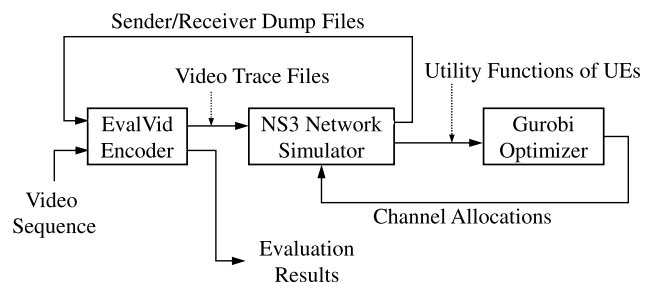 Sender/Receiver Dump Files
Video Trace Files
Utility Functions of UEs
EvalVid
Encoder
NS3 Network
Simulator
Gurobi
Optimizer
Video
Sequence
Channel Allocations
Evaluation
Results